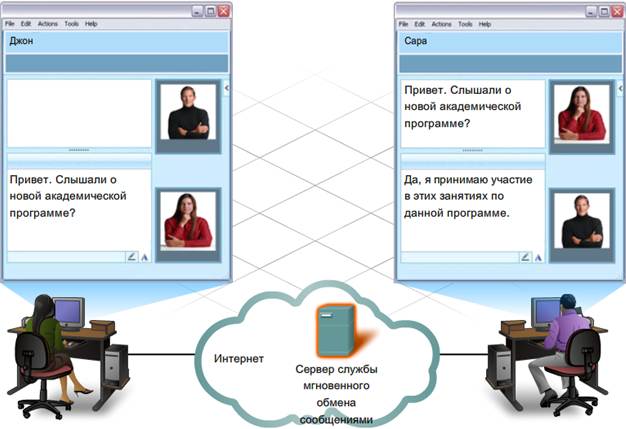 File Edit Actions Tools Help
Джон
Привет. Слышали о
новой академической
программе?
A
File Edit Actions Tools Help
Сара
Привет. Слышали о
новой академической
программе?
Да, я принимаю участие
в этих занятиях по
данной программе.
A
Интернет
Сервер службы
мгновенного
обмена
сообщениями